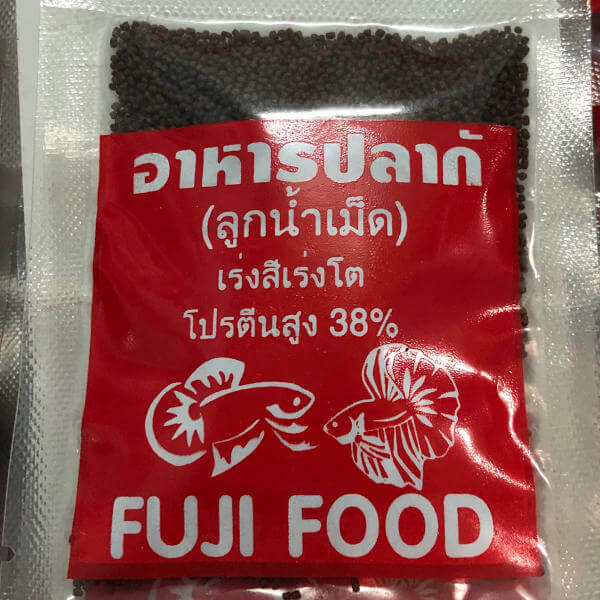 อาหารปลากั
(ลูกน้ำเม็ด)
เร่งสีเร่งโต
โปรตีนสูง 38%
FUJI FOOD